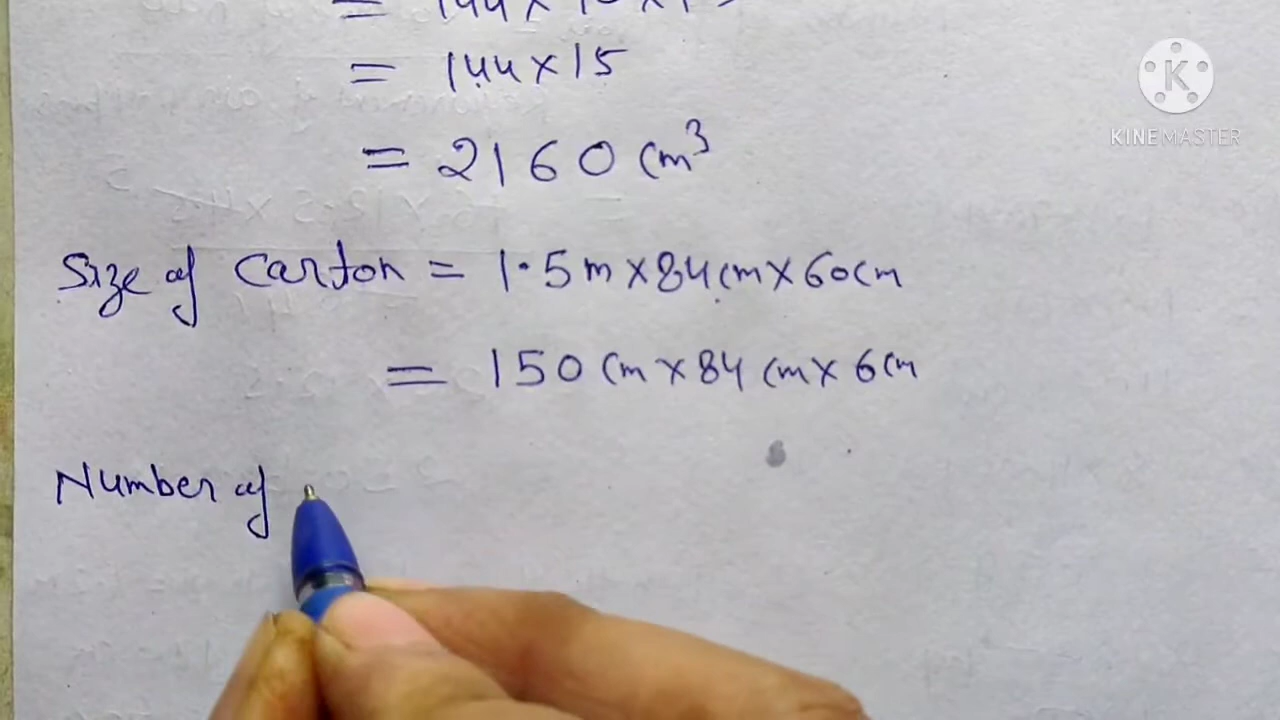 = 144 x 15
= 2160 cm³
Size of carton = 1.5 m x 84 cm x 60 cm
= 150 cm x 84 cm x 6 cm
Number of
K
KINEMASTER